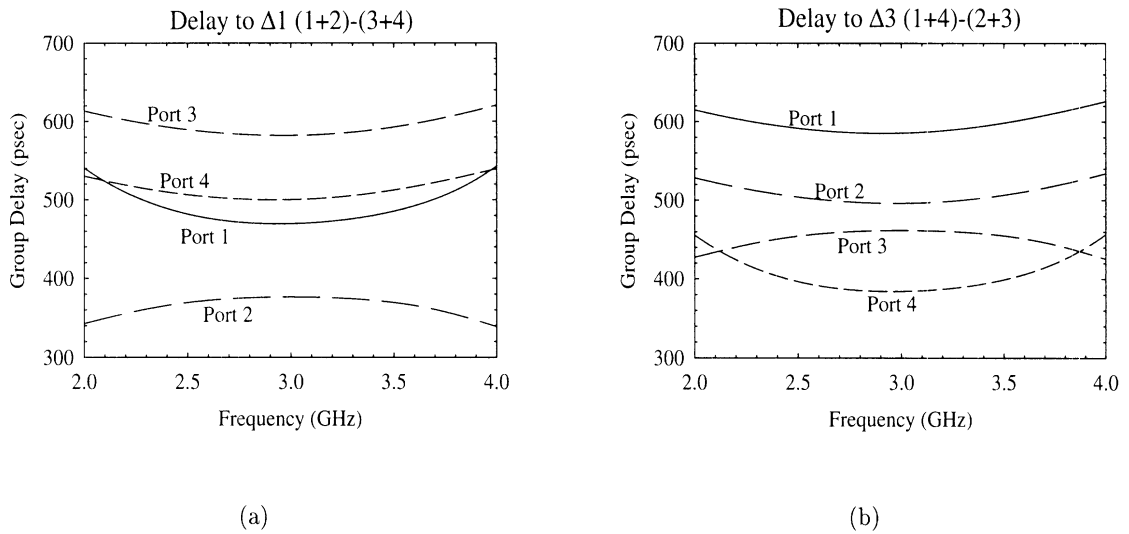 Delay to Δ1 (1+2)-(3+4)
700
600
500
400
300
Group Delay (psec)
Port 3
Port 4
Port 1
Port 2
2.0 2.5 3.0 3.5 4.0
Frequency (GHz)
(a)
Delay to Δ3 (1+4)-(2+3)
700
600
500
400
300
Group Delay (psec)
Port 1
Port 2
Port 3
Port 4
2.0 2.5 3.0 3.5 4.0
Frequency (GHz)
(b)